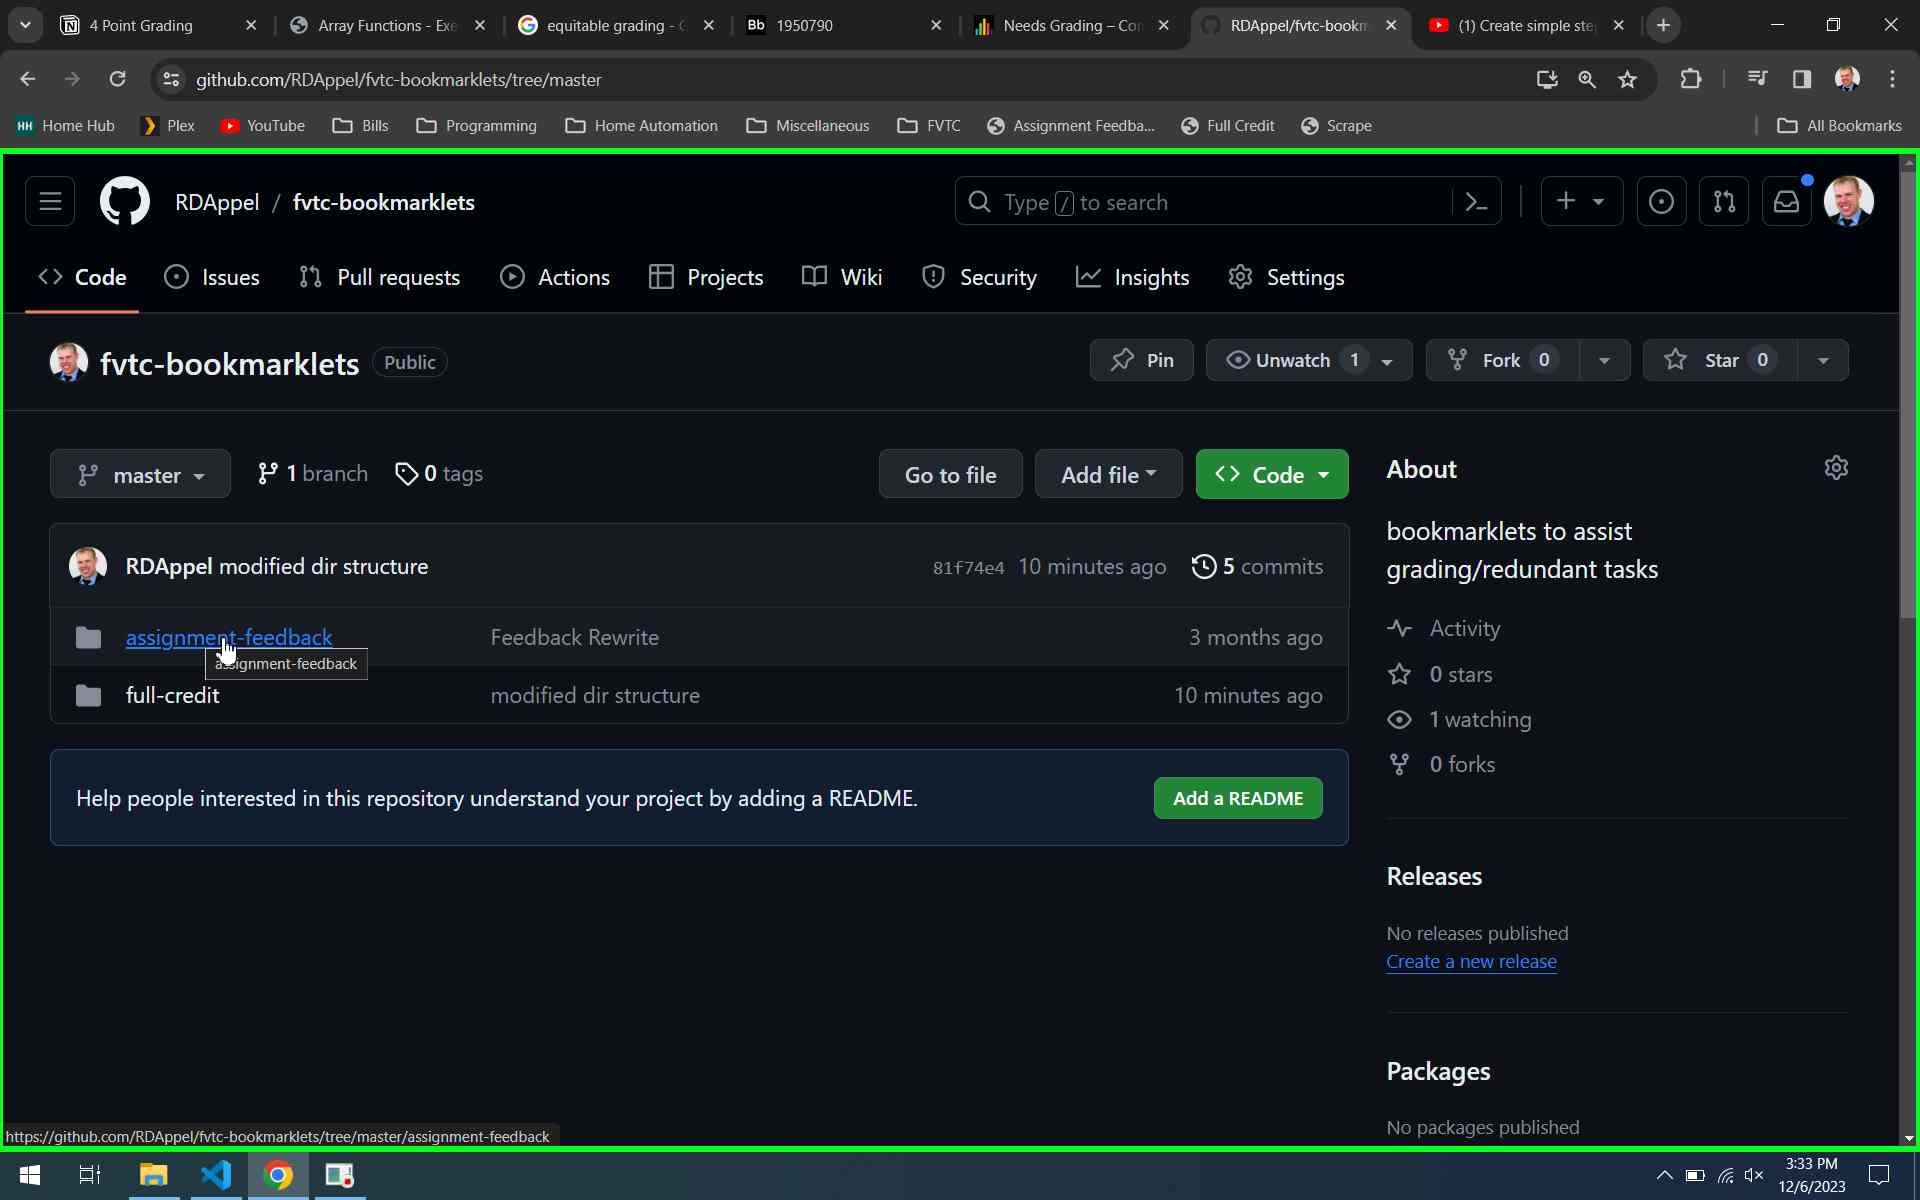 4 Point Grading
Array Functions - Exe
equitable grading - G
Bb 1950790
Needs Grading – Con
RDAppel/fvtc-bookm
(1) Create simple ste
github.com/RDAppel/fvtc-bookmarklets/tree/master
HH Home Hub
Plex
YouTube
Bills
Programming
Home Automation
Miscellaneous
FVTC
Assignment Feedba...
Full Credit
Scrape
All Bookmarks
RDAppel / fvtc-bookmarklets
Type / to search
Code
Issues
Pull requests
Actions
Projects
Wiki
Security
Insights
Settings
fvtc-bookmarklets Public
Pin
Unwatch 1
Fork 0
Star 0
master
1 branch
0 tags
Go to file
Add file
Code
RDAppel modified dir structure
81f74e4 10 minutes ago
5 commits
assignment-feedback
Feedback Rewrite
3 months ago
assignment-feedback
full-credit
modified dir structure
10 minutes ago
Help people interested in this repository understand your project by adding a README.
Add a README
About
bookmarklets to assist
grading/redundant tasks
Activity
0 stars
1 watching
0 forks
Releases
No releases published
Create a new release
Packages
No packages published
https://github.com/RDAppel/fvtc-bookmarklets/tree/master/assignment-feedback
3:33 PM
12/6/2023